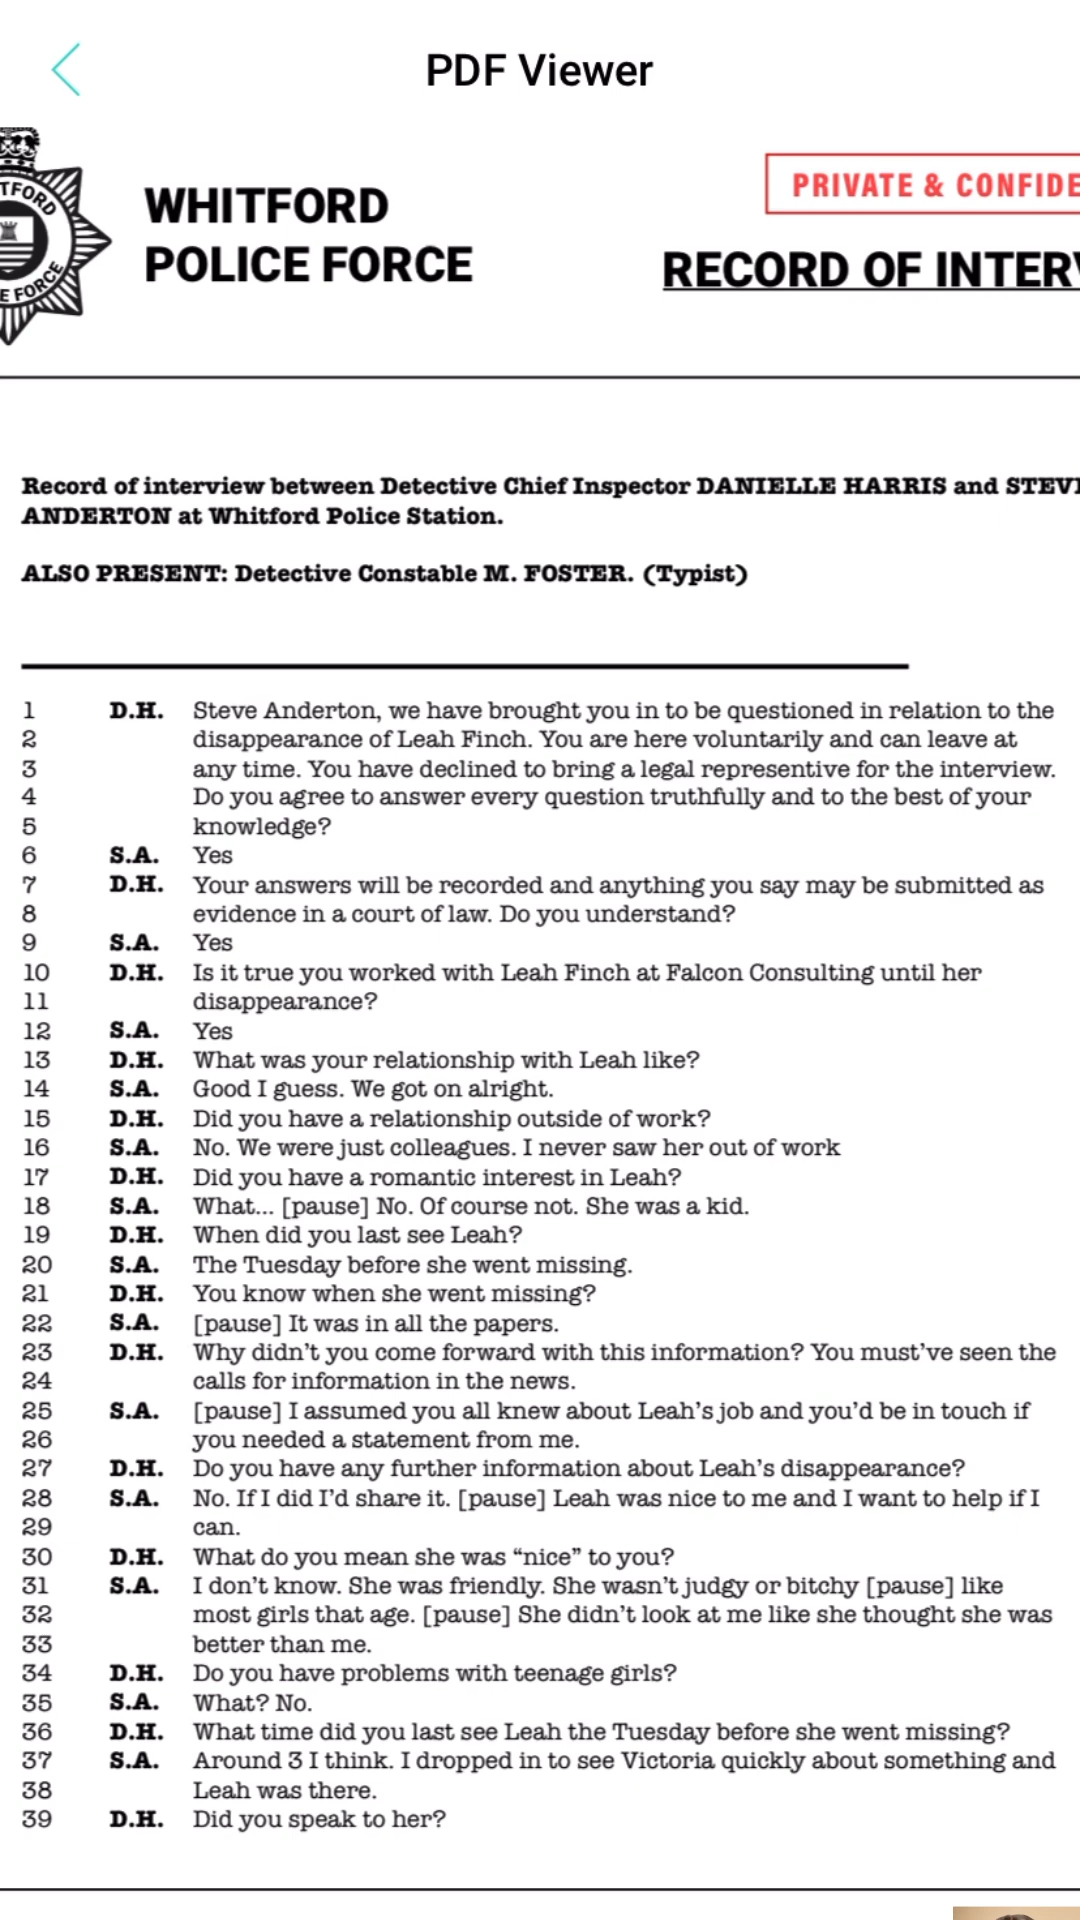 PDF Viewer
TFORD
E FORCE
WHITFORD
POLICE FORCE
PRIVATE & CONFIDE
RECORD OF INTERV
Record of interview between Detective Chief Inspector DANIELLE HARRIS and STEVE
ANDERTON at Whitford Police Station.
ALSO PRESENT: Detective Constable M. FOSTER. (Typist)
1 D.H. Steve Anderton, we have brought you in to be questioned in relation to the
2 disappearance of Leah Finch. You are here voluntarily and can leave at
3 any time. You have declined to bring a legal representive for the interview.
4 Do you agree to answer every question truthfully and to the best of your
5 knowledge?
6 S.A. Yes
7 D.H. Your answers will be recorded and anything you say may be submitted as
8 evidence in a court of law. Do you understand?
9 S.A. Yes
10 D.H. Is it true you worked with Leah Finch at Falcon Consulting until her
11 disappearance?
12 S.A. Yes
13 D.H. What was your relationship with Leah like?
14 S.A. Good I guess. We got on alright.
15 D.H. Did you have a relationship outside of work?
16 S.A. No. We were just colleagues. I never saw her out of work
17 D.H. Did you have a romantic interest in Leah?
18 S.A. What... [pause] No. Of course not. She was a kid.
19 D.H. When did you last see Leah?
20 S.A. The Tuesday before she went missing.
21 D.H. You know when she went missing?
22 S.A. [pause] It was in all the papers.
23 D.H. Why didn't you come forward with this information? You must've seen the
24 calls for information in the news.
25 S.A. [pause] I assumed you all knew about Leah's job and you'd be in touch if
26 you needed a statement from me.
27 D.H. Do you have any further information about Leah's disappearance?
28 S.A. No. If I did I'd share it. [pause] Leah was nice to me and I want to help if I
29 can.
30 D.H. What do you mean she was “nice” to you?
31 S.A. I don't know. She was friendly. She wasn't judgy or bitchy [pause] like
32 most girls that age. [pause] She didn't look at me like she thought she was
33 better than me.
34 D.H. Do you have problems with teenage girls?
35 S.A. What? No.
36 D.H. What time did you last see Leah the Tuesday before she went missing?
37 S.A. Around 3 I think. I dropped in to see Victoria quickly about something and
38 Leah was there.
39 D.H. Did you speak to her?